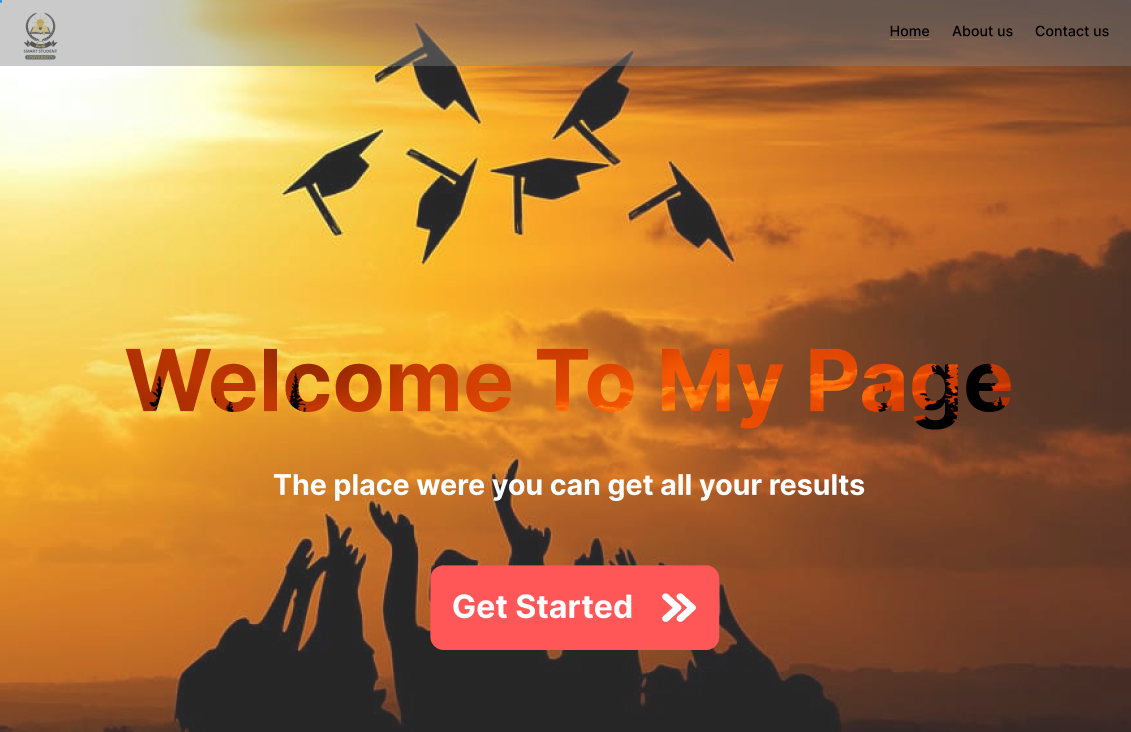 SMART STUDENT
Home
About us
Contact us
Welcome To My Page
The place were you can get all your results
Get Started